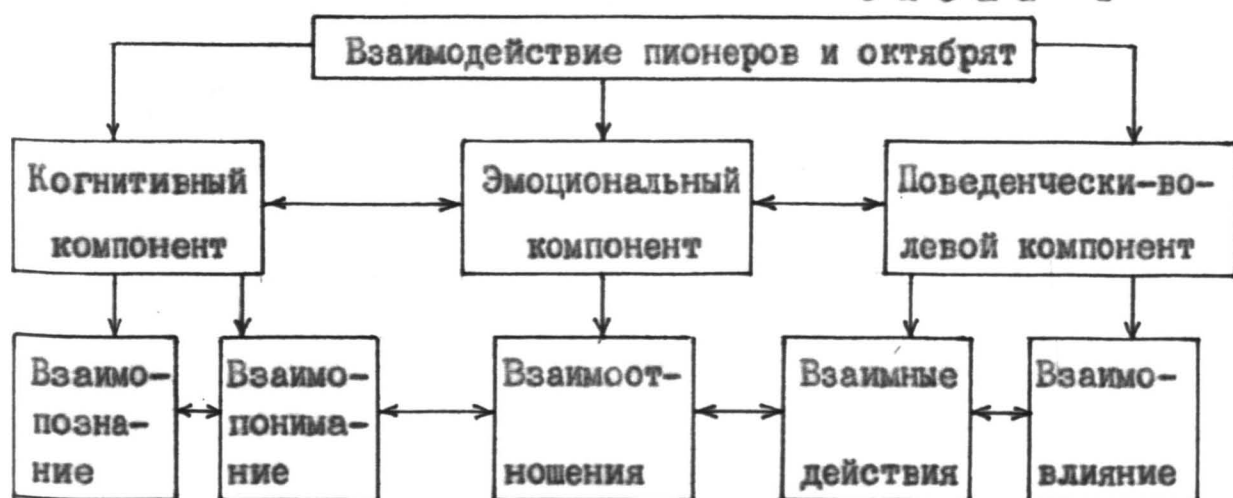 Взаимодействие пионеров и октябрят
Когнитивный
компонент
Эмоциональный
компонент
Поведенчески-во-
левой компонент
Взаимо-
позна-
ние
Взаимо-
понима-
ние
Взаимоот-
ношения
Взаимные
действия
Взаимо-
влияние